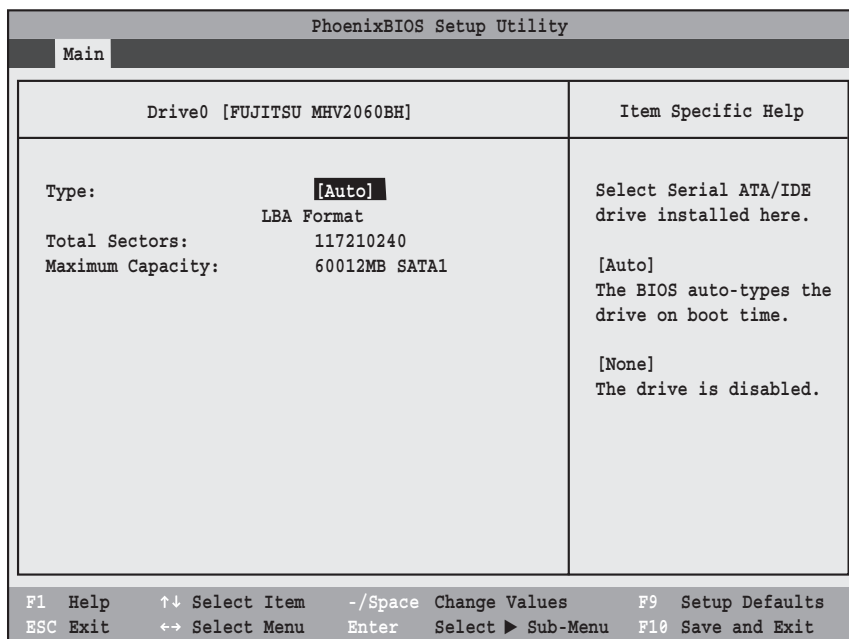 PhoenixBIOS Setup Utility
Main
Drive0 [FUJITSU MHV2060BH]
Item Specific Help
Type: [Auto]
LBA Format
Total Sectors: 117210240
Maximum Capacity: 60012MB SATA1
Select Serial ATA/IDE
drive installed here.
[Auto]
The BIOS auto-types the
drive on boot time.
[None]
The drive is disabled.
F1 Help ↑↓ Select Item -/Space Change Values F9 Setup Defaults
ESC Exit ←→ Select Menu Enter Select ▶ Sub-Menu F10 Save and Exit